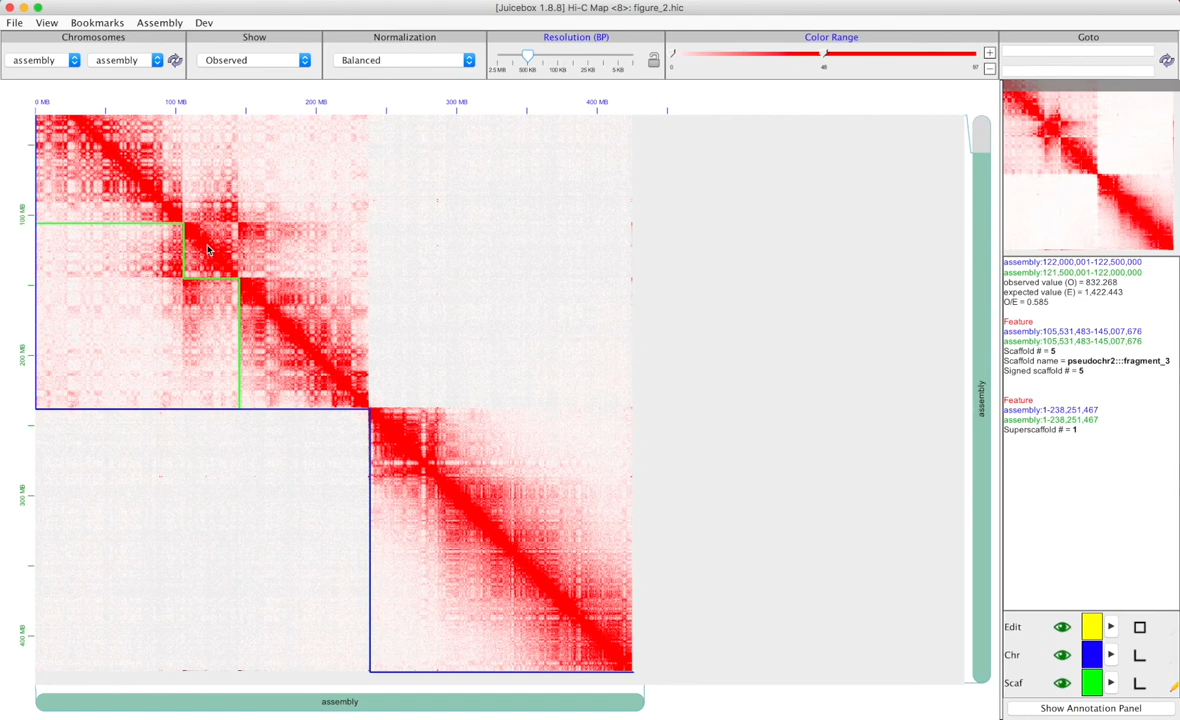 [Juicebox 1.8.8] Hi-C Map <8>: figure_2.hic
File View Bookmarks Assembly Dev
Chromosomes Show Normalization Resolution (BP) Color Range Goto
assembly assembly Observed Balanced
2.5 MB 500 KB 100 KB 25 KB 5 KB
0 48 97
0 MB 100 MB 200 MB 300 MB 400 MB
100 MB
200 MB
300 MB
400 MB
assembly
assembly
assembly:122,000,001-122,500,000
assembly:121,500,001-122,000,000
observed value (O) = 832.268
expected value (E) = 1,422.443
O/E = 0.585
Feature
assembly:105,531,483-145,007,676
assembly:105,531,483-145,007,676
Scaffold # = 5
Scaffold name = pseudochr2:::fragment_3
Signed scaffold # = 5
Feature
assembly:1-238,251,467
assembly:1-238,251,467
Superscaffold # = 1
Edit
Chr
Scaf
Show Annotation Panel